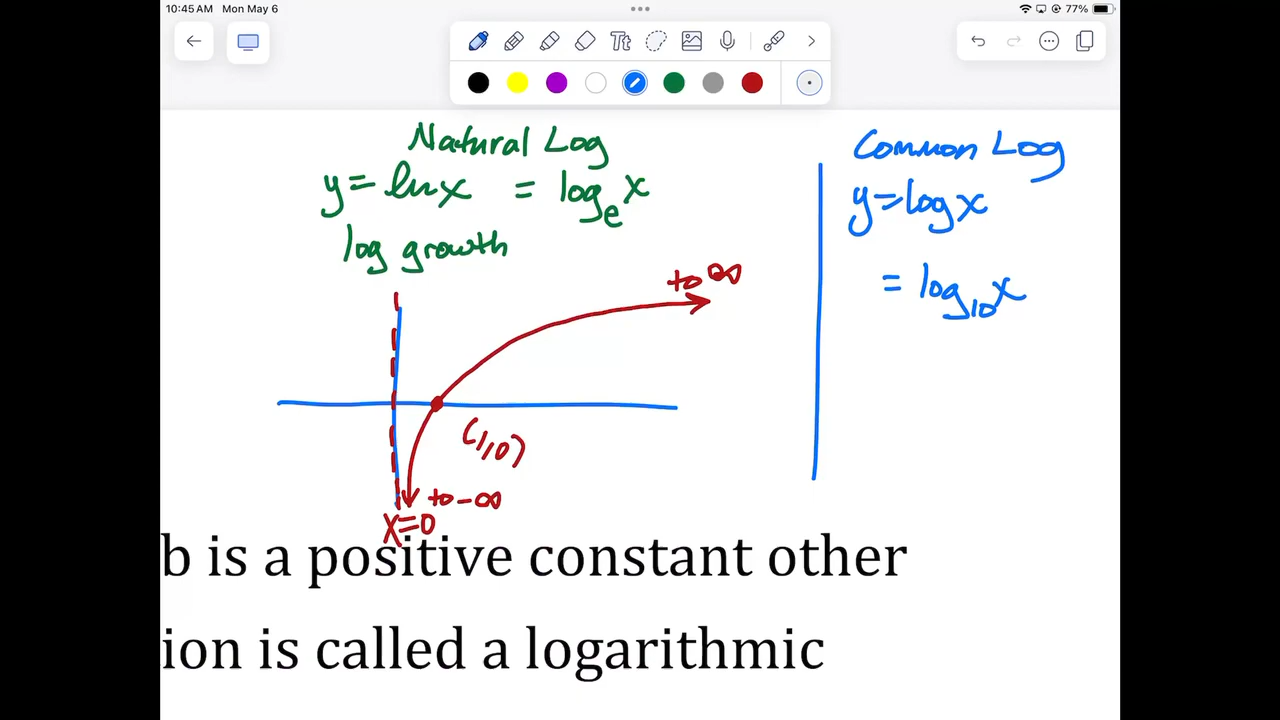 10:45 AM Mon May 6
77%
Tt
Natural Log
y = ln x = log_e x
log growth
to ∞
(1,0)
to -∞
x=0
Common Log
y=log x
= log_10 x
b is a positive constant other
ion is called a logarithmic